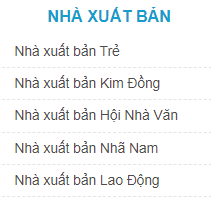 NHÀ XUẤT BẢN
Nhà xuất bản Trẻ
Nhà xuất bản Kim Đồng
Nhà xuất bản Hội Nhà Văn
Nhà xuất bản Nhã Nam
Nhà xuất bản Lao Động